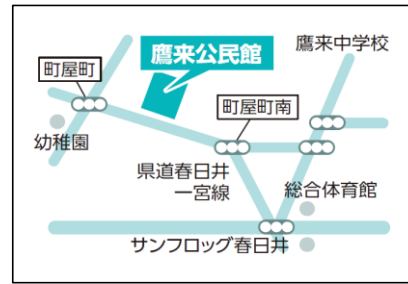 鷹来中学校
鷹来公民館
町屋町
町屋町南
幼稚園
県道春日井
一宮線
総合体育館
サンフロッグ春日井